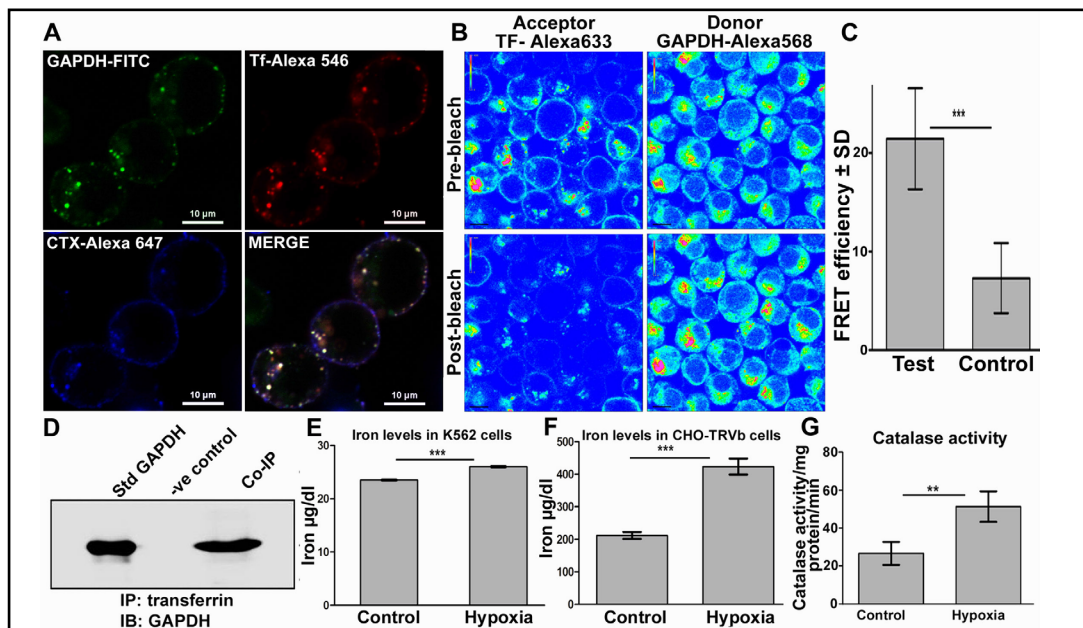 A
GAPDH-FITC
Tf-Alexa 546
10 µm
10 µm
CTX-Alexa 647
MERGE
10 µm
10 µm
B
Acceptor
TF- Alexa633
Donor
GAPDH-Alexa568
Pre-bleach
Post-bleach
C
FRET efficiency ± SD
***
20
10
0
Test
Control
D
Std GAPDH
-ve control
Co-IP
IP: transferrin
IB: GAPDH
E
Iron levels in K562 cells
***
Iron µg/dl
30
20
10
0
Control
Hypoxia
F
Iron levels in CHO-TRVb cells
***
Iron µg/dl
500
400
300
200
100
0
Control
Hypoxia
G
Catalase activity
**
Catalase activity/mg
protein/min
80
60
40
20
0
Control
Hypoxia